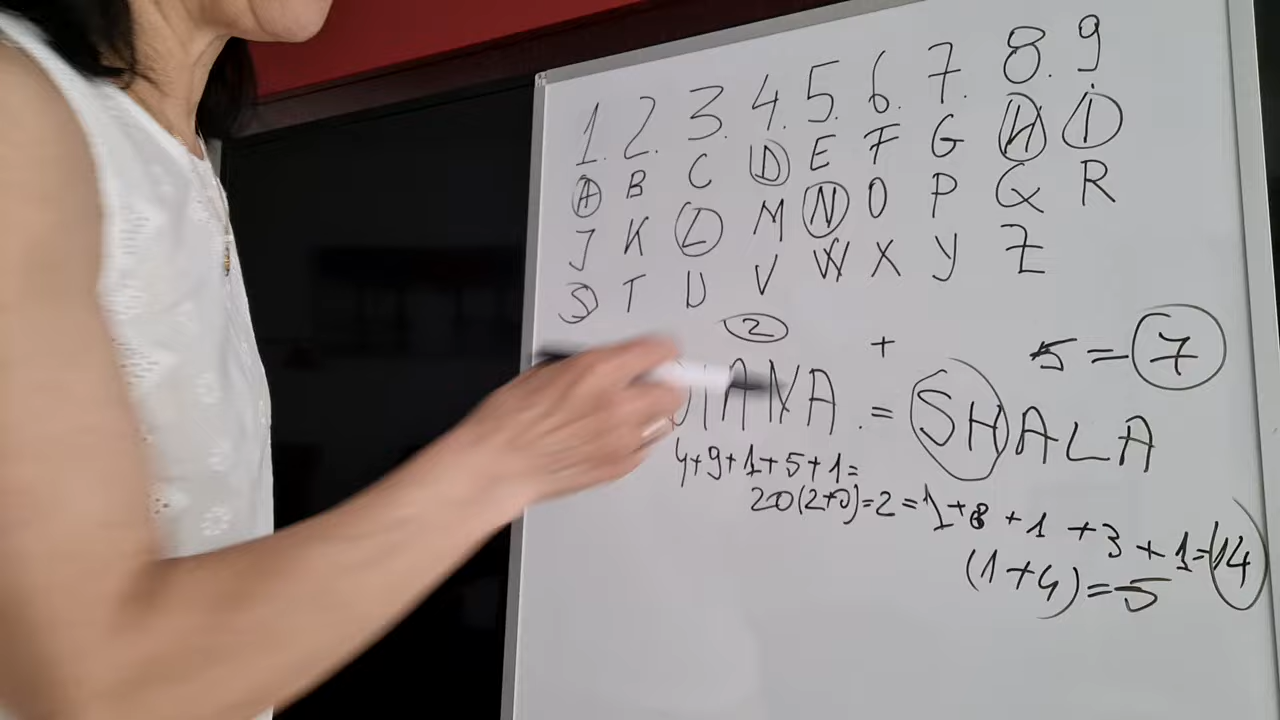 1. 2. 3. 4. 5. 6. 7. 8. 9.
A B C D E F G H I
J K L M N O P Q R
S T U V W X Y Z
2 + 5 = 7
DIANA = SHALA
4+9+1+5+1=
20(2+0)=2=1+8+1+3+1=14
(1+4)=5